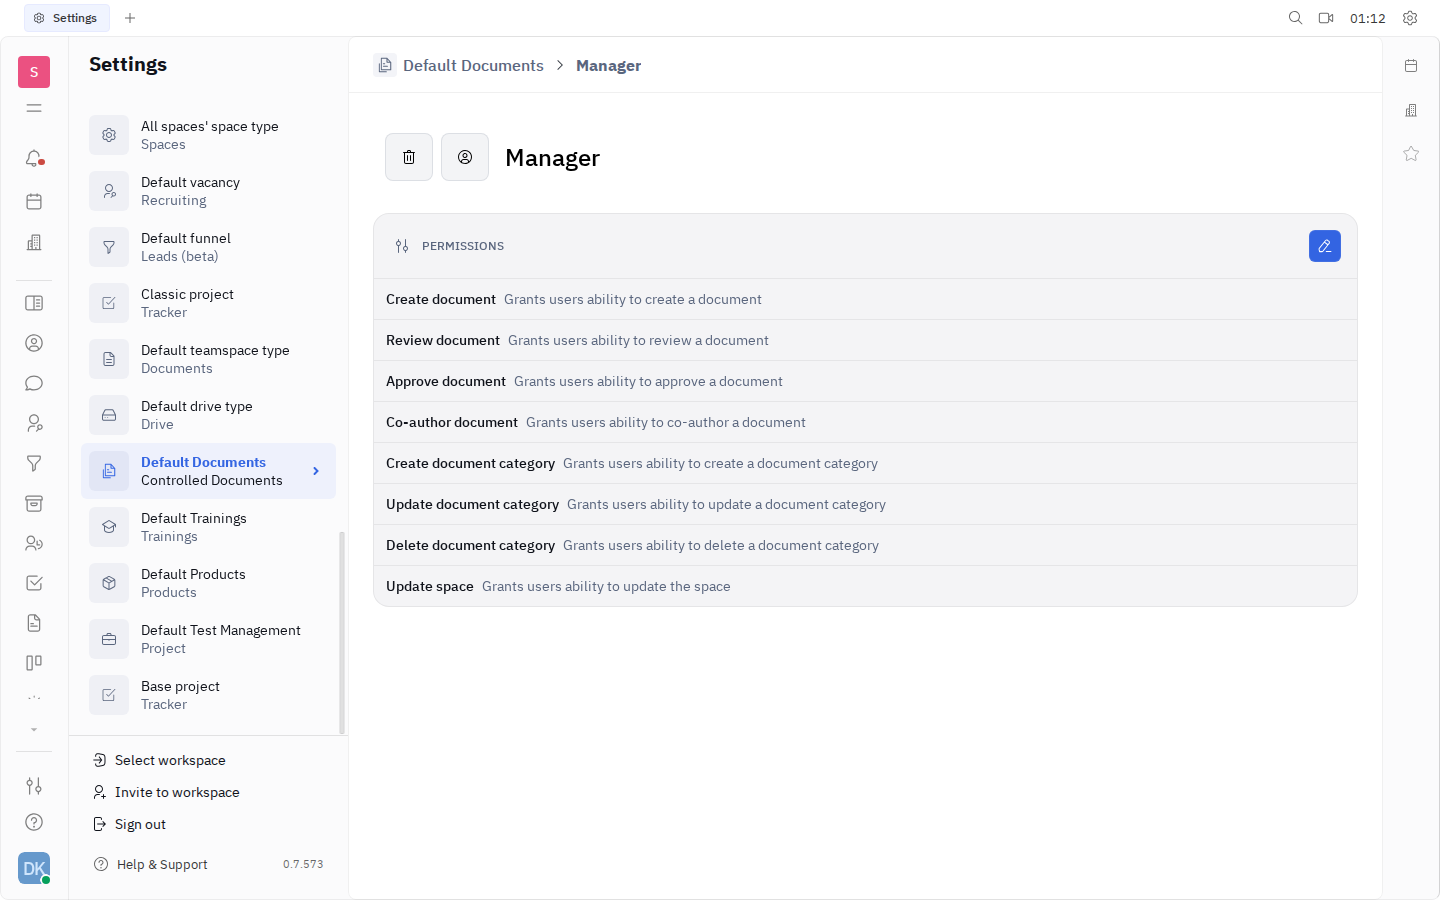 Settings
01:12
S
Settings
All spaces' space type
Spaces
Default vacancy
Recruiting
Default funnel
Leads (beta)
Classic project
Tracker
Default teamspace type
Documents
Default drive type
Drive
Default Documents
Controlled Documents
Default Trainings
Trainings
Default Products
Products
Default Test Management
Project
Base project
Tracker
Select workspace
Invite to workspace
Sign out
Help & Support 0.7.573
DK
Default Documents > Manager
Manager
PERMISSIONS
Create document Grants users ability to create a document
Review document Grants users ability to review a document
Approve document Grants users ability to approve a document
Co-author document Grants users ability to co-author a document
Create document category Grants users ability to create a document category
Update document category Grants users ability to update a document category
Delete document category Grants users ability to delete a document category
Update space Grants users ability to update the space